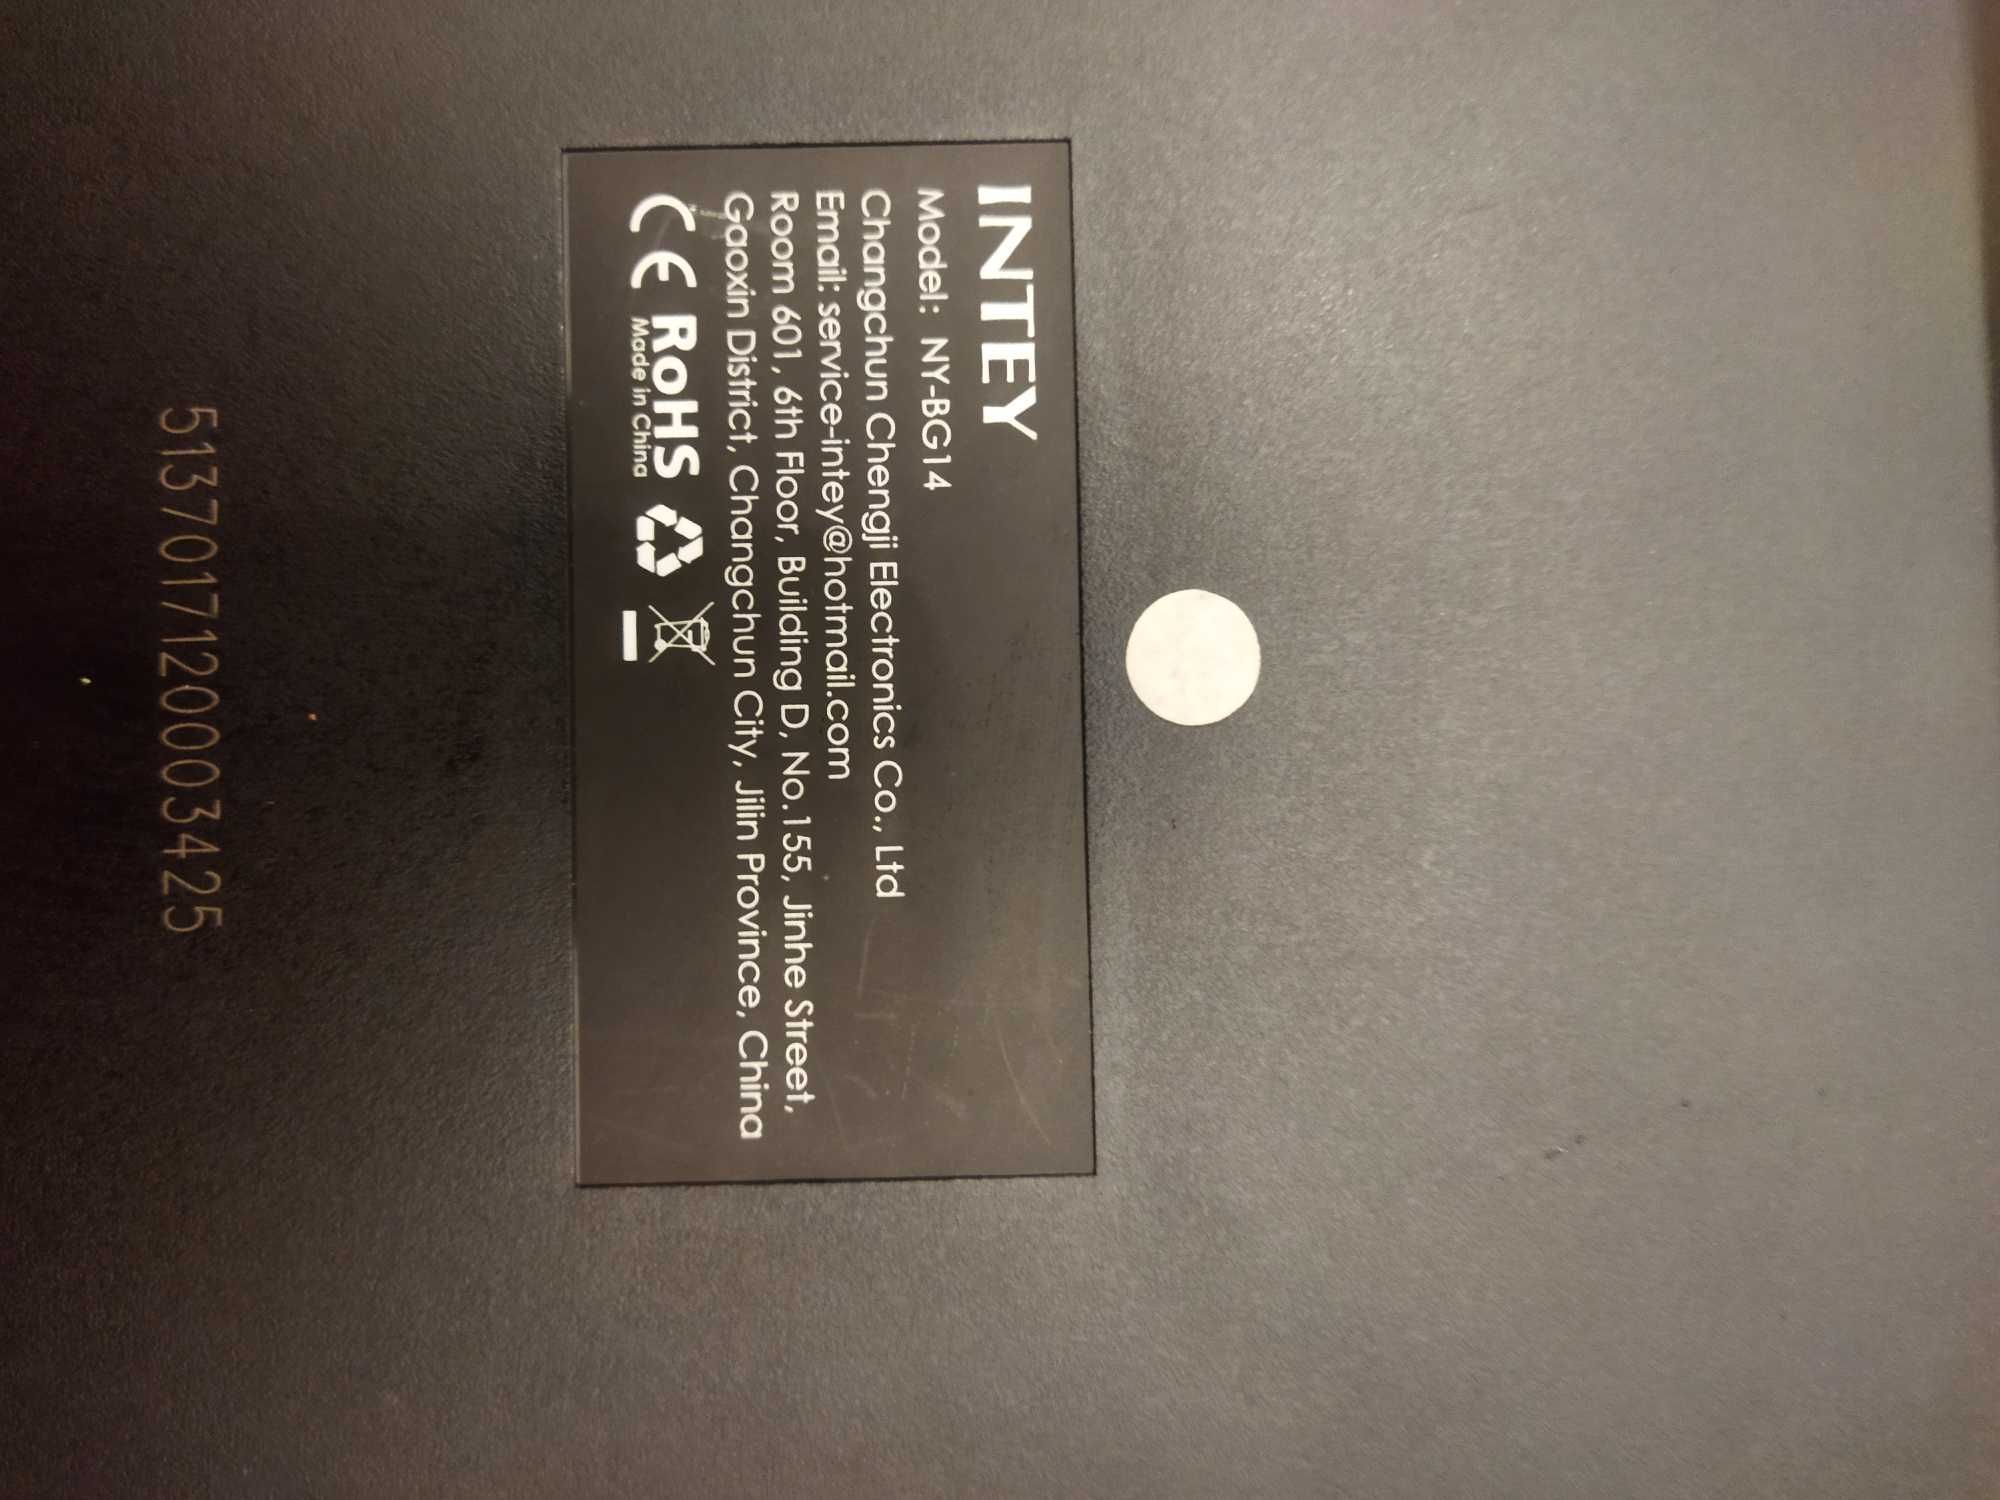 INTEY
Model: NY-BG14
Changchun Chengji Electronics Co., Ltd
Email: service-intey@hotmail.com
Room 601, 6th Floor, Building D, No.155, Jinhe Street,
Gaoxin District, Changchun City, Jilin Province, China
CE RoHS
Made in China
5137017120003425